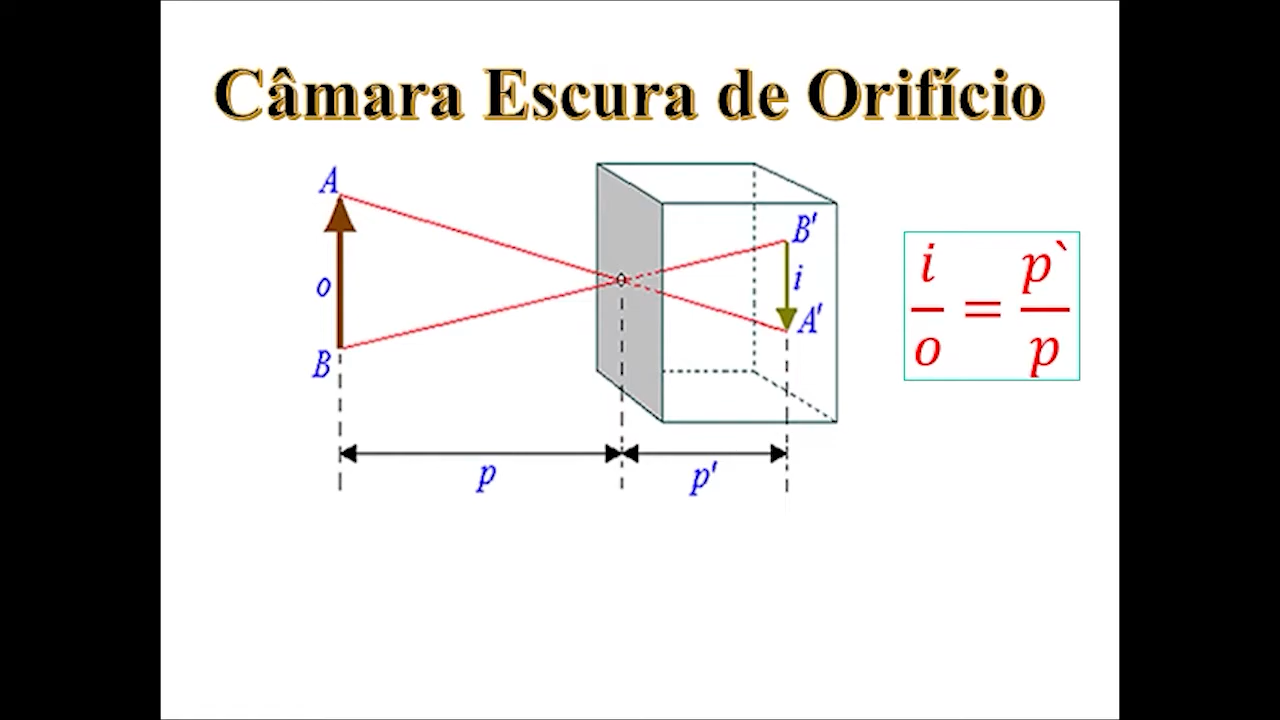 Câmara Escura de Orifício
A
B'
o
i
A'
B
p
p'
i/o = p`/p